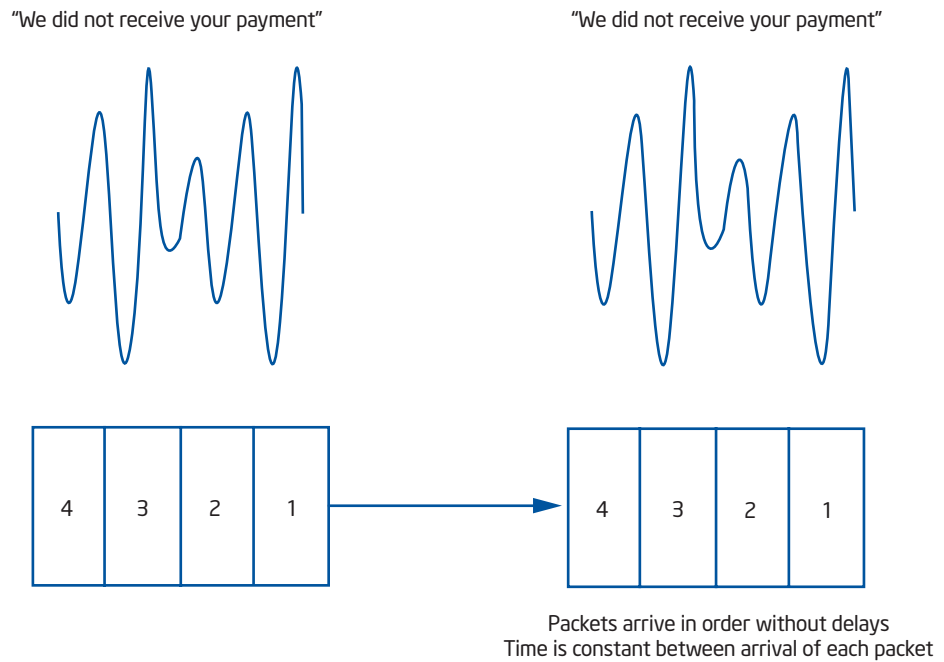 “We did not receive your payment”
“We did not receive your payment”
4 3 2 1
4 3 2 1
Packets arrive in order without delays
Time is constant between arrival of each packet